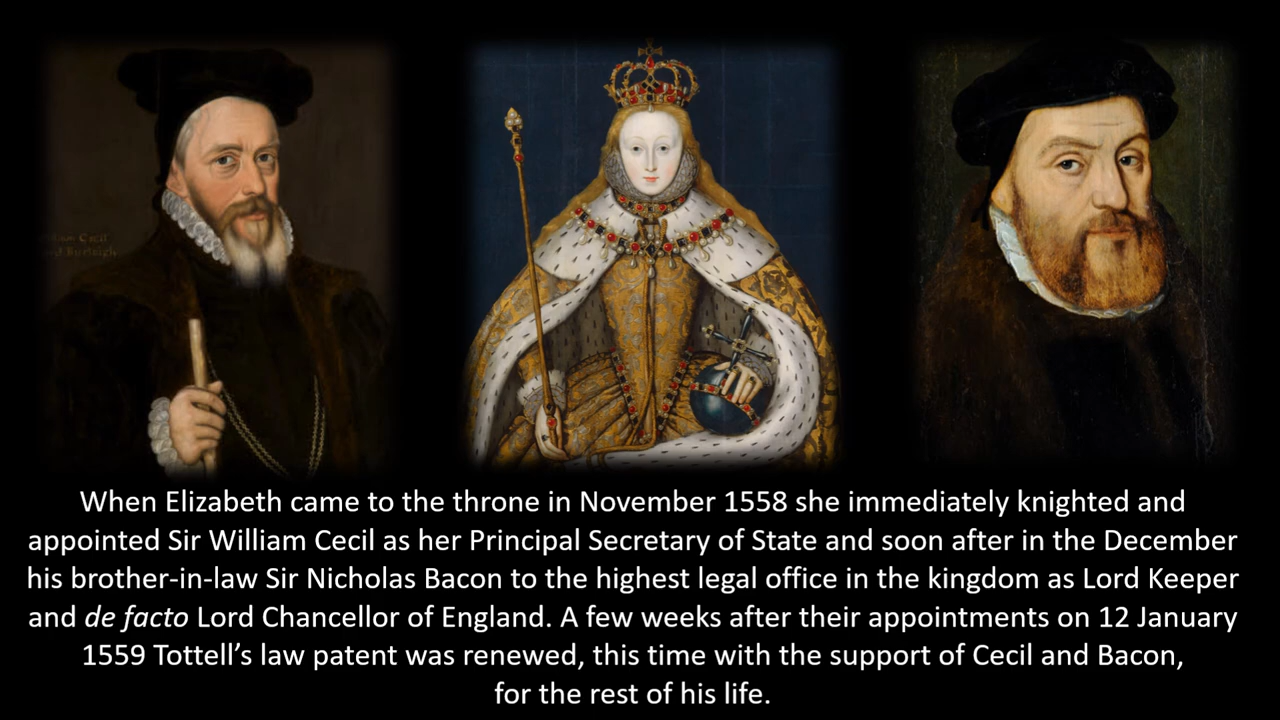 When Elizabeth came to the throne in November 1558 she immediately knighted and
appointed Sir William Cecil as her Principal Secretary of State and soon after in the December
his brother-in-law Sir Nicholas Bacon to the highest legal office in the kingdom as Lord Keeper
and de facto Lord Chancellor of England. A few weeks after their appointments on 12 January
1559 Tottell’s law patent was renewed, this time with the support of Cecil and Bacon,
for the rest of his life.